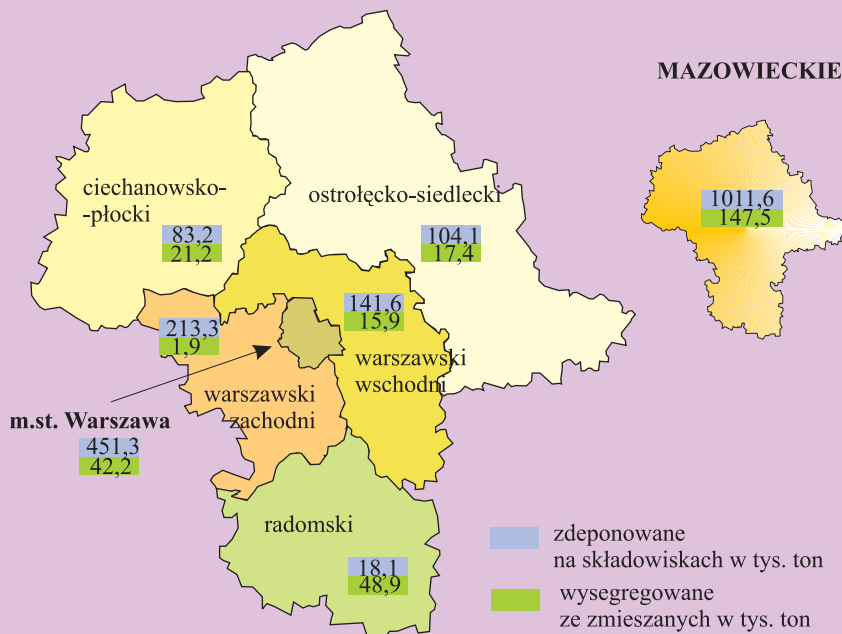 MAZOWIECKIE
1011,6
147,5
ciechanowsko-
-płocki
83,2
21,2
ostrołęcko-siedlecki
104,1
17,4
141,6
15,9
warszawski
wschodni
213,3
1,9
warszawski
zachodni
m.st. Warszawa
451,3
42,2
radomski
18,1
48,9
zdeponowane
na składowiskach w tys. ton
wysegregowane
ze zmieszanych w tys. ton